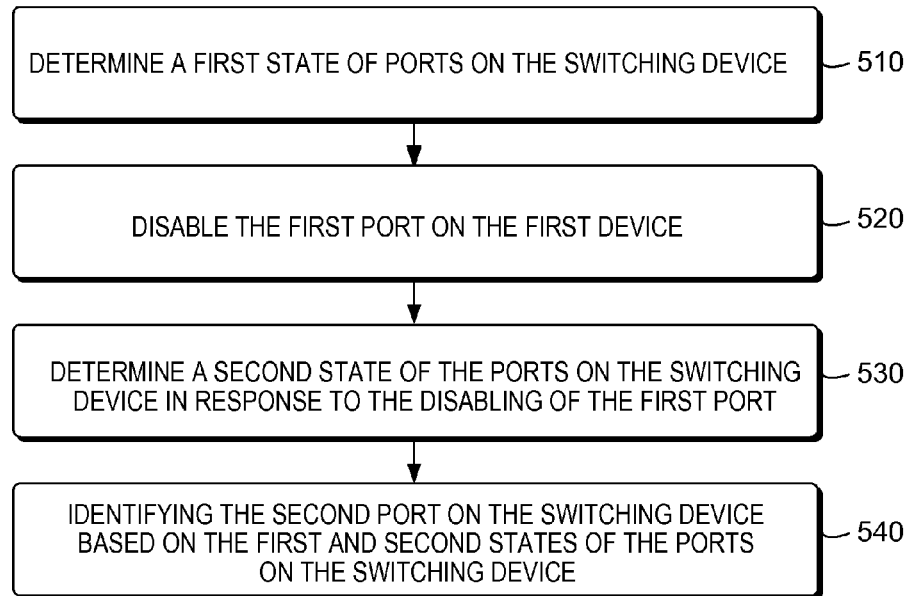 DETERMINE A FIRST STATE OF PORTS ON THE SWITCHING DEVICE
510
DISABLE THE FIRST PORT ON THE FIRST DEVICE
520
DETERMINE A SECOND STATE OF THE PORTS ON THE SWITCHING
DEVICE IN RESPONSE TO THE DISABLING OF THE FIRST PORT
530
IDENTIFYING THE SECOND PORT ON THE SWITCHING DEVICE
BASED ON THE FIRST AND SECOND STATES OF THE PORTS
ON THE SWITCHING DEVICE
540